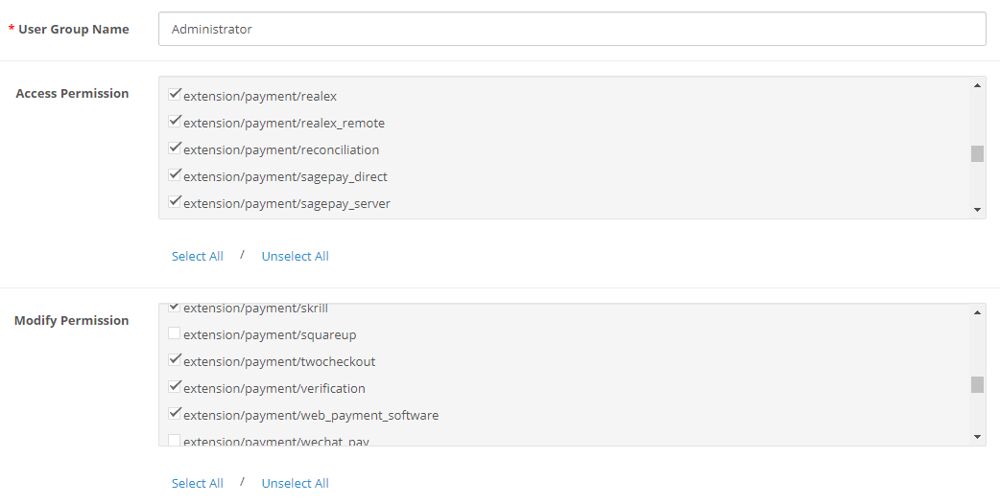 * User Group Name
Administrator
Access Permission
extension/payment/realex
extension/payment/realex_remote
extension/payment/reconciliation
extension/payment/sagepay_direct
extension/payment/sagepay_server
Select All / Unselect All
Modify Permission
extension/payment/skrill
extension/payment/squareup
extension/payment/twocheckout
extension/payment/verification
extension/payment/web_payment_software
extension/payment/wechat_pay
Select All / Unselect All